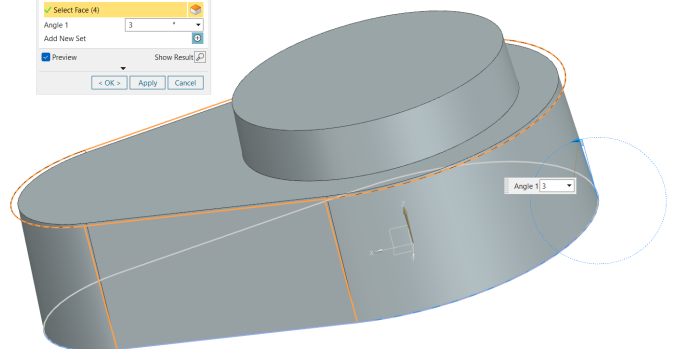 Select Face (4)
Angle 1 3 °
Add New Set
Preview Show Result
< OK > Apply Cancel
Angle 1 3